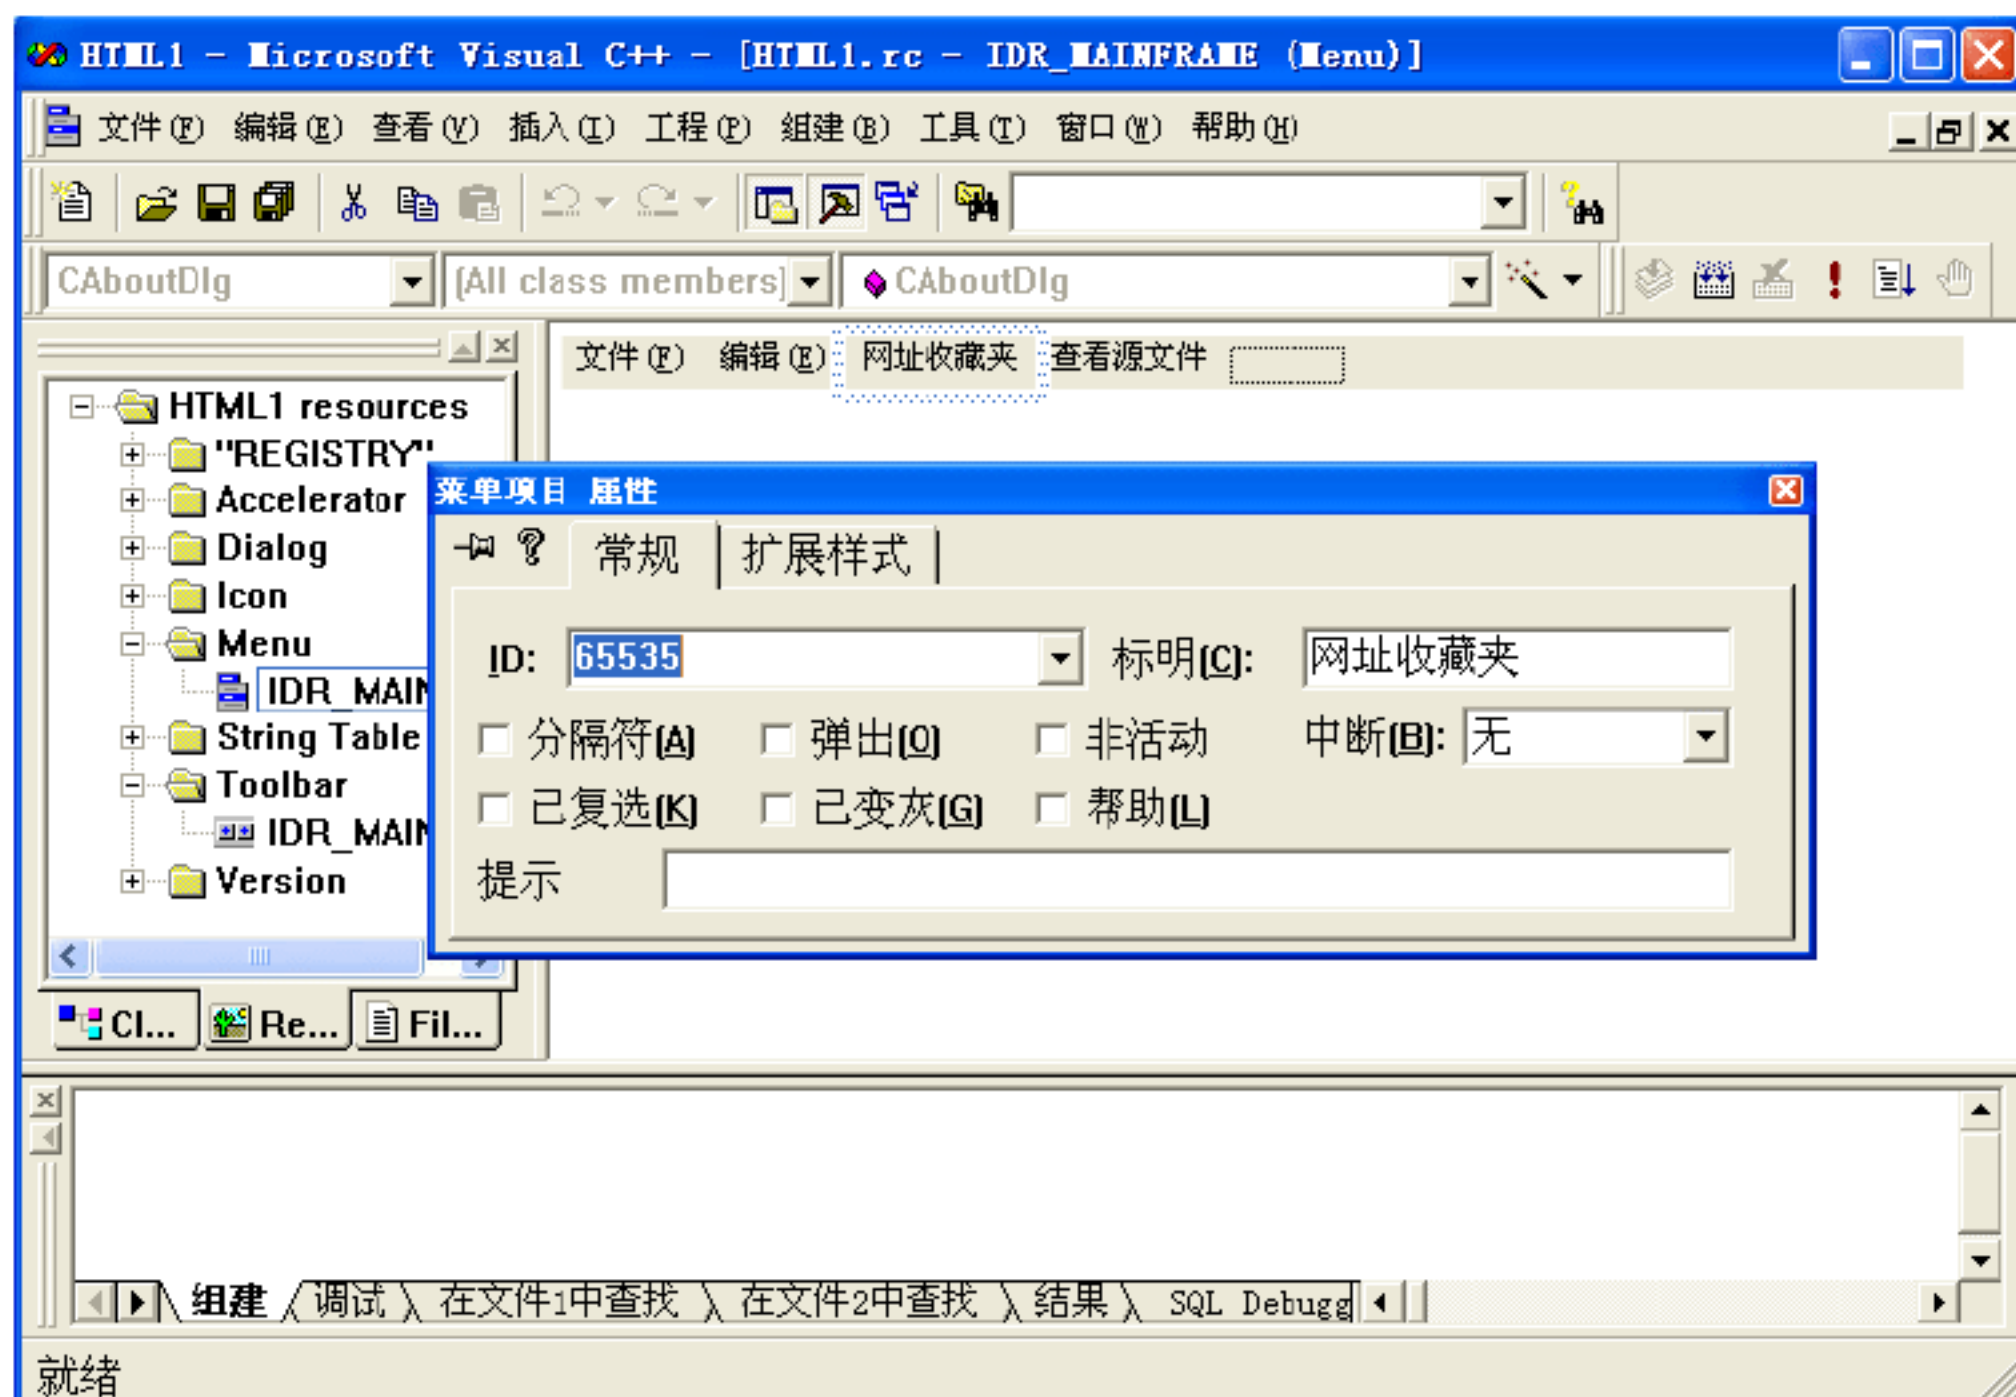 HTML1 - Microsoft Visual C++ - [HTML1.rc - IDR_MAINFRAME (Menu)]
文件(F) 编辑(E) 查看(V) 插入(I) 工程(P) 组建(B) 工具(T) 窗口(W) 帮助(H)
CAboutDlg [All class members] CAboutDlg
文件(F) 编辑(E) 网址收藏夹 查看源文件
HTML1 resources
"REGISTRY"
Accelerator
Dialog
Icon
Menu
IDR_MAIN
String Table
Toolbar
IDR_MAIN
Version
Cl... Re... Fil...
菜单项目 属性
常规 扩展样式
ID: 65535 标明(C): 网址收藏夹
分隔符(A) 弹出(O) 非活动 中断(B): 无
已复选(K) 已变灰(G) 帮助(L)
提示
组建 调试 在文件1中查找 在文件2中查找 结果 SQL Debugg
就绪